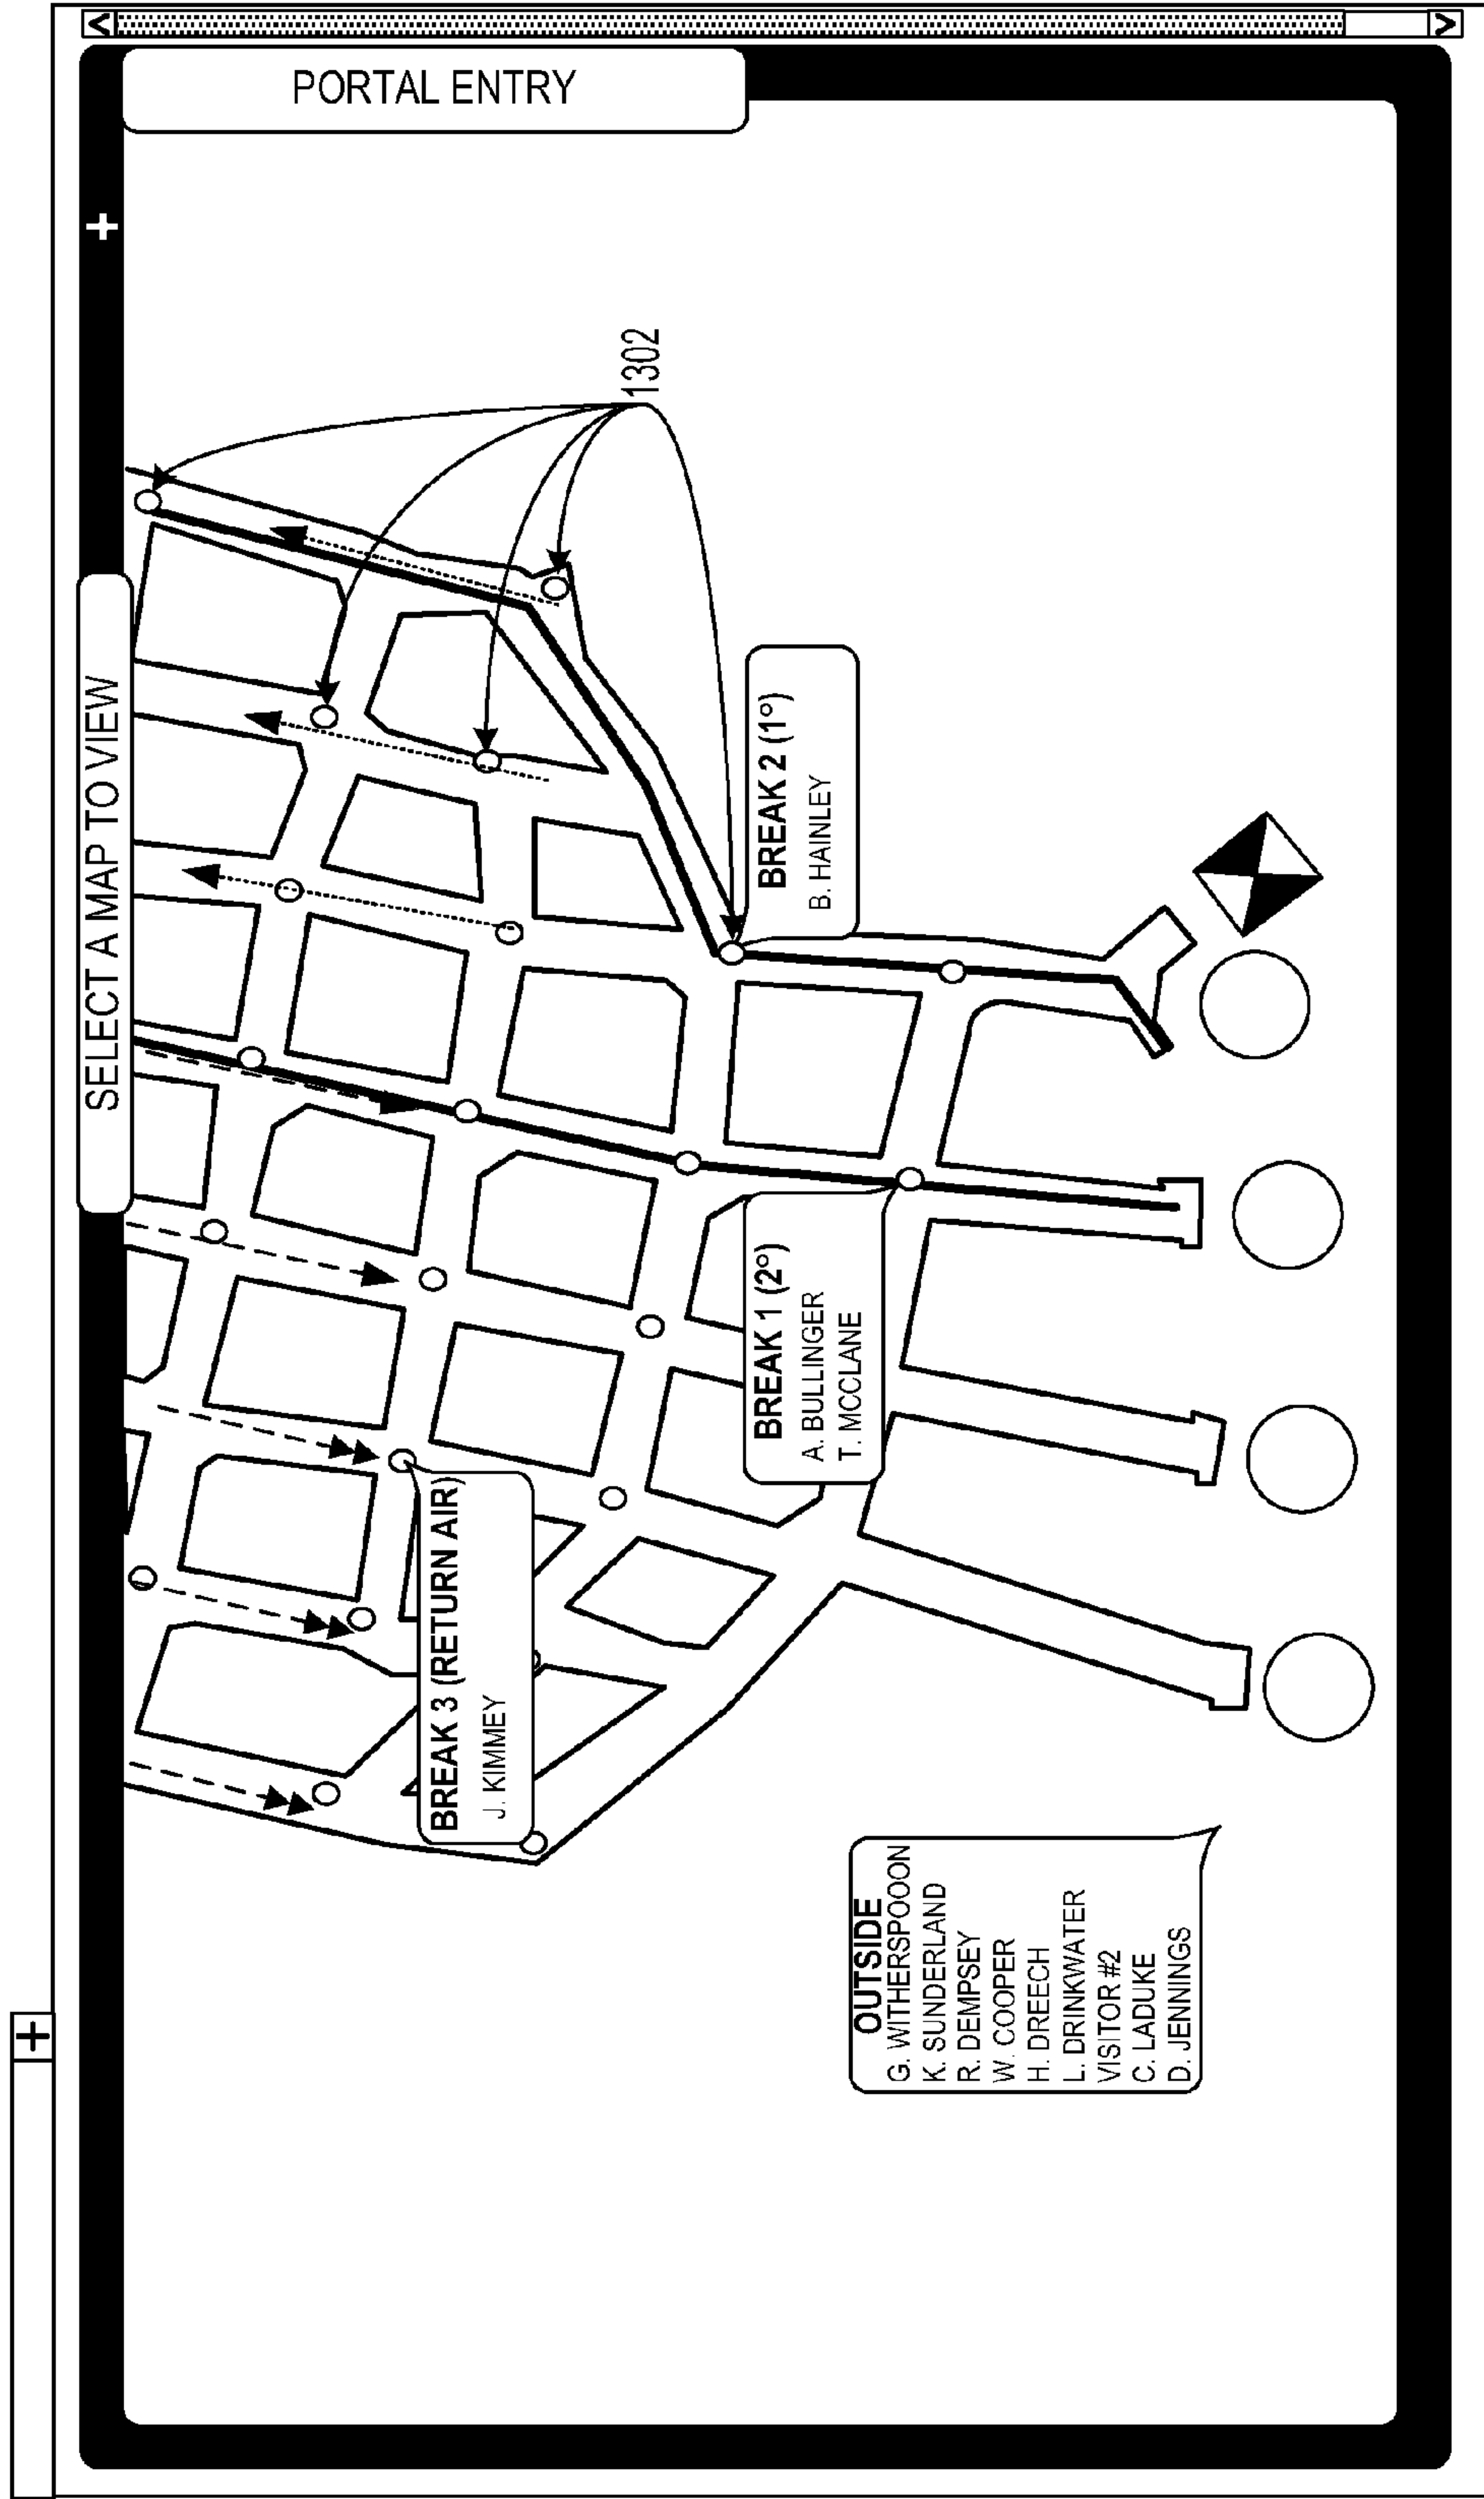 SELECT A MAP TO VIEW
+
PORTAL ENTRY
+
1302
BREAK 3 (RETURN AIR)
J. KIMMEY
BREAK 1 (2°)
A. BULLINGER
T. MCCLANE
BREAK 2 (1°)
B. HAINLEY
OUTSIDE
G. WITHERSPOOON
K. SUNDERLAND
R. DEMPSEY
W. COOPER
H. DREECH
L. DRINKWATER
VISITOR #2
C. LADUKE
D. JENNINGS